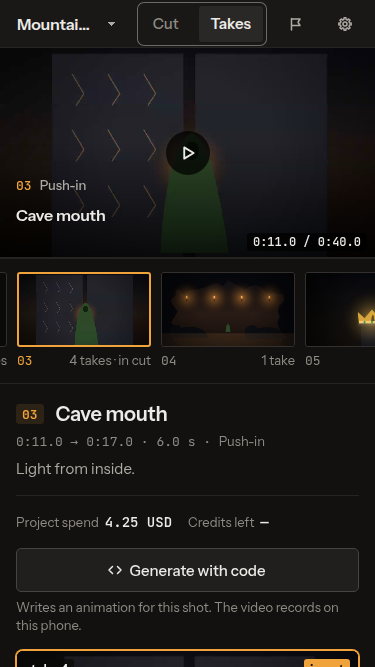 Mountai...
Cut
Takes
03 Push-in
Cave mouth
0:11.0 / 0:40.0
s
03
4 takes · in cut
04
1 take
05
03 Cave mouth
0:11.0 → 0:17.0 · 6.0 s · Push-in
Light from inside.
Project spend 4.25 USD Credits left —
Generate with code
Writes an animation for this shot. The video records on
this phone.